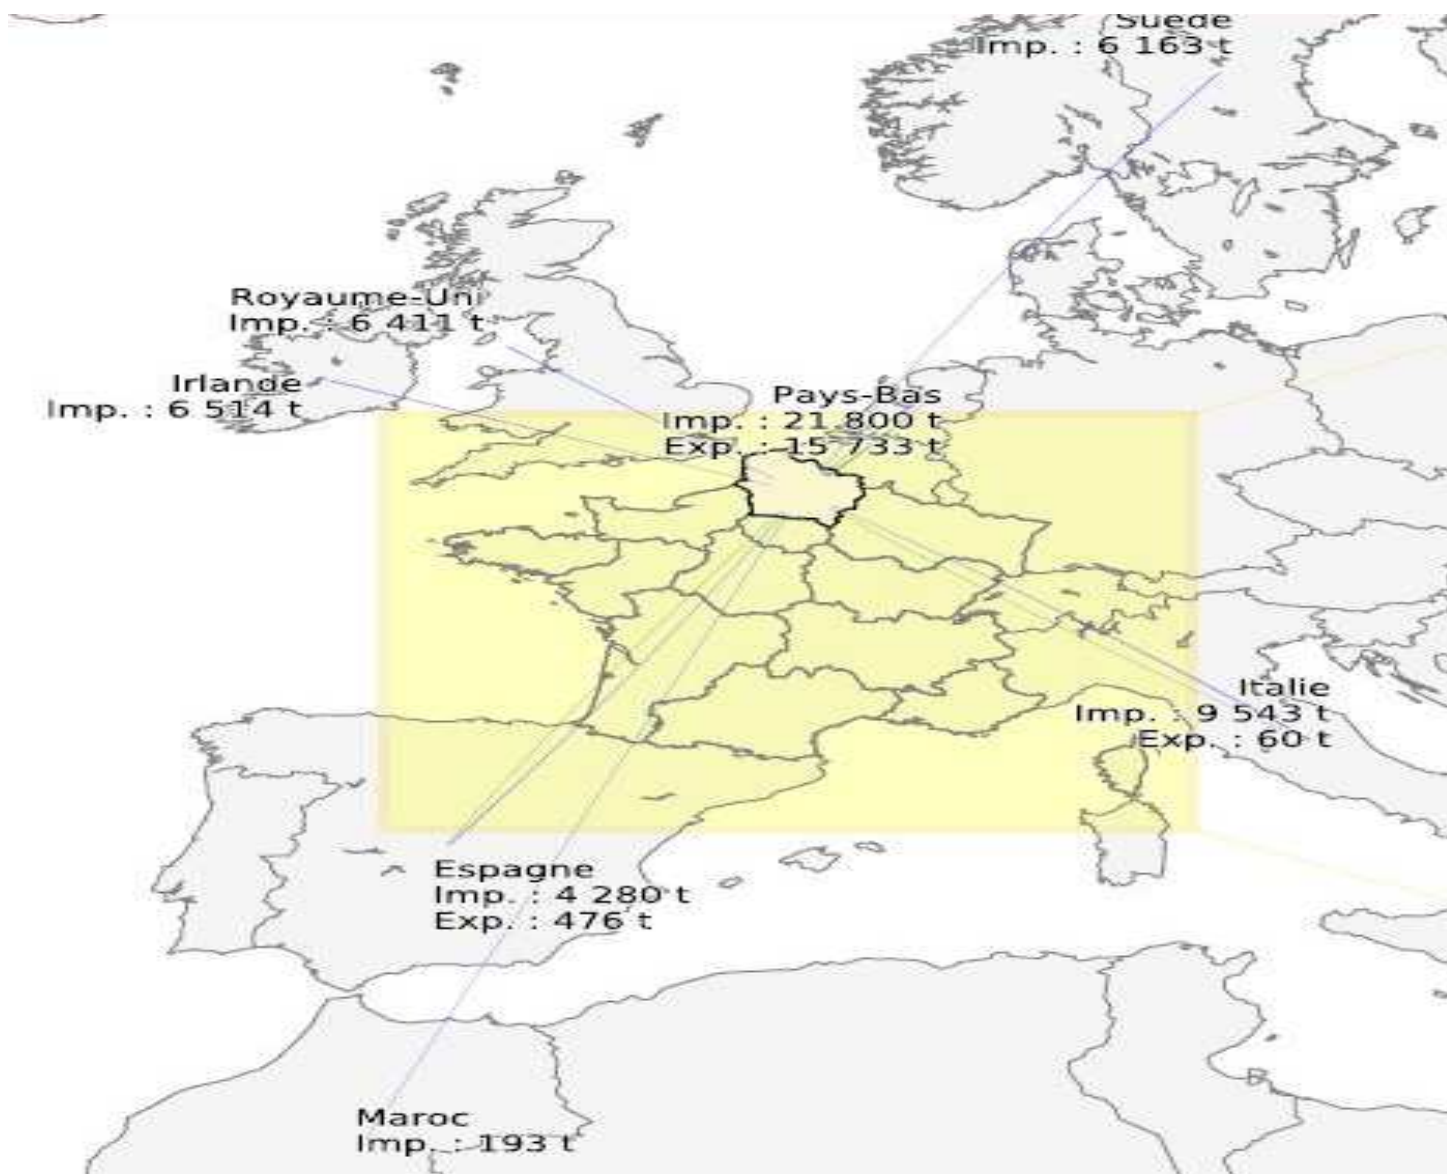 Suède
Imp. : 6 163 t
Royaume-Uni
Imp. : 6 411 t
Irlande
Imp. : 6 514 t
Pays-Bas
Imp. : 21 800 t
Exp. : 15 733 t
Italie
Imp. : 9 543 t
Exp. : 60 t
Espagne
Imp. : 4 280 t
Exp. : 476 t
Maroc
Imp. : 193 t